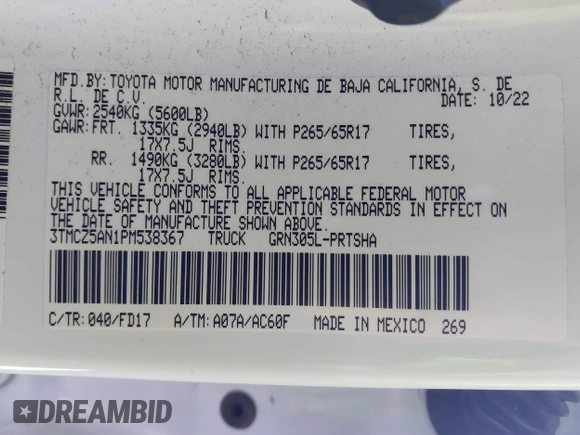 MFD.BY:TOYOTA MOTOR MANUFACTURING DE BAJA CALIFORNIA, S. DE
R.L. DE C.V. DATE: 10/22
GVWR:2540KG (5600LB)
GAWR:FRT. 1335KG (2940LB) WITH P265/65R17 TIRES,
17X7.5J RIMS.
RR. 1490KG (3280LB) WITH P265/65R17 TIRES,
17X7.5J RIMS.
THIS VEHICLE CONFORMS TO ALL APPLICABLE FEDERAL MOTOR
VEHICLE SAFETY AND THEFT PREVENTION STANDARDS IN EFFECT ON
THE DATE OF MANUFACTURE SHOWN ABOVE.
3TMCZ5AN1PM538367 TRUCK GRN305L-PRTSHA
C/TR:040/FD17 A/TM:A07A/AC60F MADE IN MEXICO 269
DREAMBID